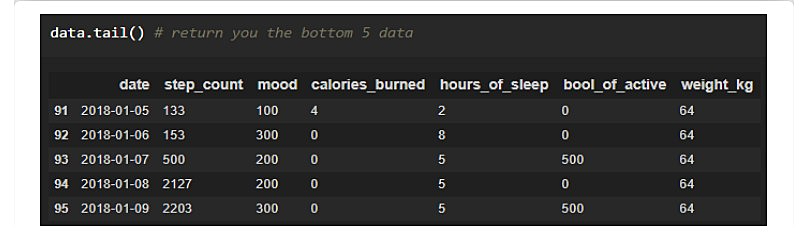 data.tail() # return you the bottom 5 data
date step_count mood calories_burned hours_of_sleep bool_of_active weight_kg
91 2018-01-05 133 100 4 2 0 64
92 2018-01-06 153 300 0 8 0 64
93 2018-01-07 500 200 0 5 500 64
94 2018-01-08 2127 200 0 5 0 64
95 2018-01-09 2203 300 0 5 500 64